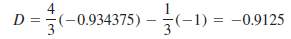 D = 4/3(−0.934375) − 1/3(−1) = −0.9125